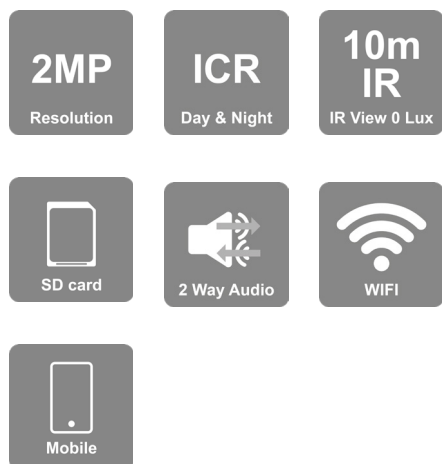 2MP
Resolution
ICR
Day & Night
10m
IR
IR View 0 Lux
SD card
2 Way Audio
WIFI
Mobile